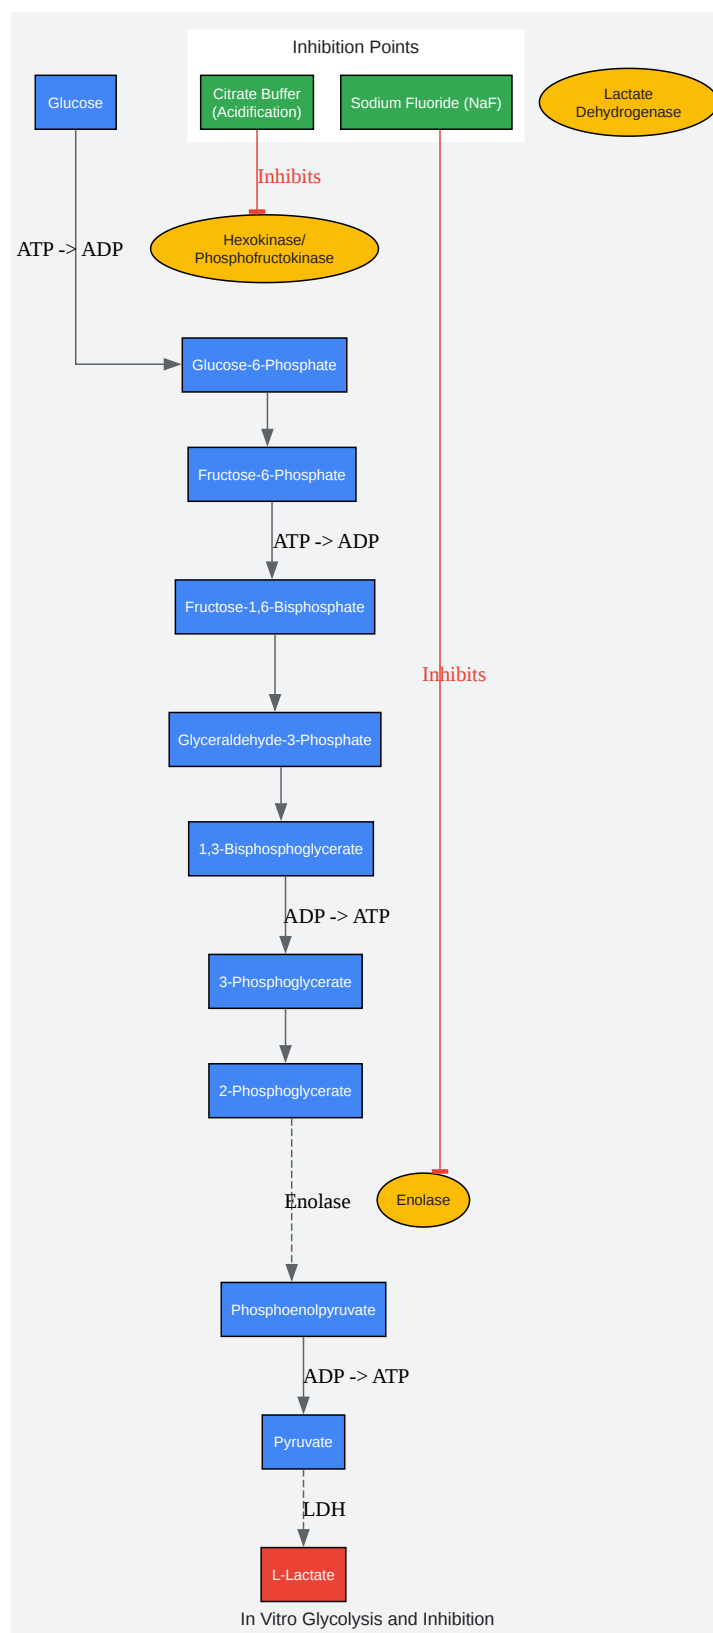 Inhibition Points
Glucose
Citrate Buffer
(Acidification)
Sodium Fluoride (NaF)
Lactate
Dehydrogenase
Inhibits
ATP -> ADP
Hexokinase/
Phosphofructokinase
Glucose-6-Phosphate
Fructose-6-Phosphate
ATP -> ADP
Fructose-1,6-Bisphosphate
Inhibits
Glyceraldehyde-3-Phosphate
1,3-Bisphosphoglycerate
ADP -> ATP
3-Phosphoglycerate
2-Phosphoglycerate
Enolase
Enolase
Phosphoenolpyruvate
ADP -> ATP
Pyruvate
LDH
L-Lactate
In Vitro Glycolysis and Inhibition